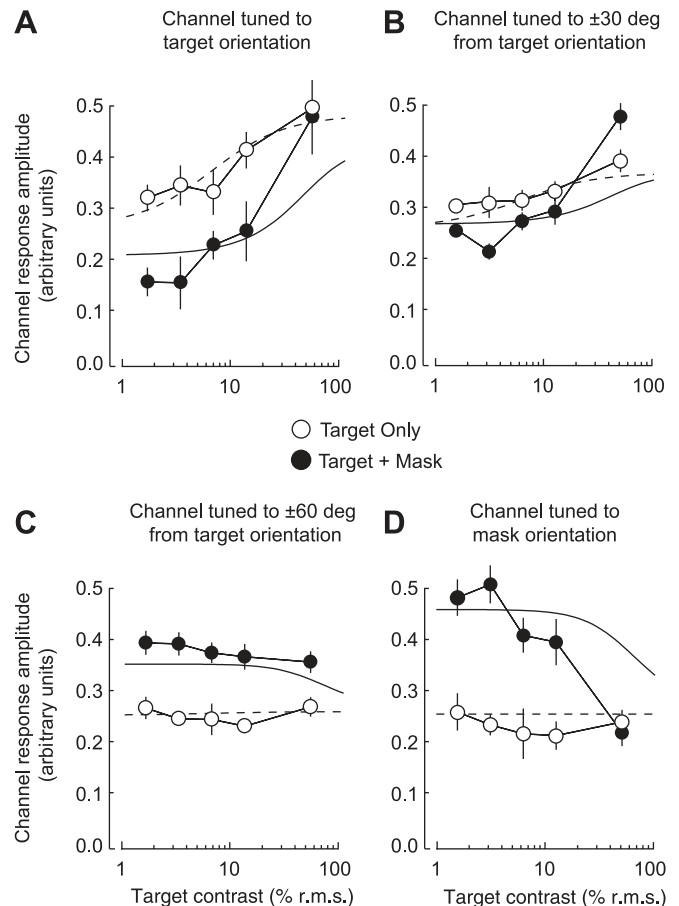 A
Channel tuned to
target orientation
B
Channel tuned to ±30 deg
from target orientation
Channel response amplitude
(arbitrary units)
0.5
0.4
0.3
0.2
0.1
0.0
1
10
100
0.5
0.4
0.3
0.2
0.1
0.0
1
10
100
Target Only
Target + Mask
C
Channel tuned to ±60 deg
from target orientation
D
Channel tuned to
mask orientation
Channel response amplitude
(arbitrary units)
0.5
0.4
0.3
0.2
0.1
0.0
1
10
100
Target contrast (% r.m.s.)
0.5
0.4
0.3
0.2
0.1
0.0
1
10
100
Target contrast (% r.m.s.)